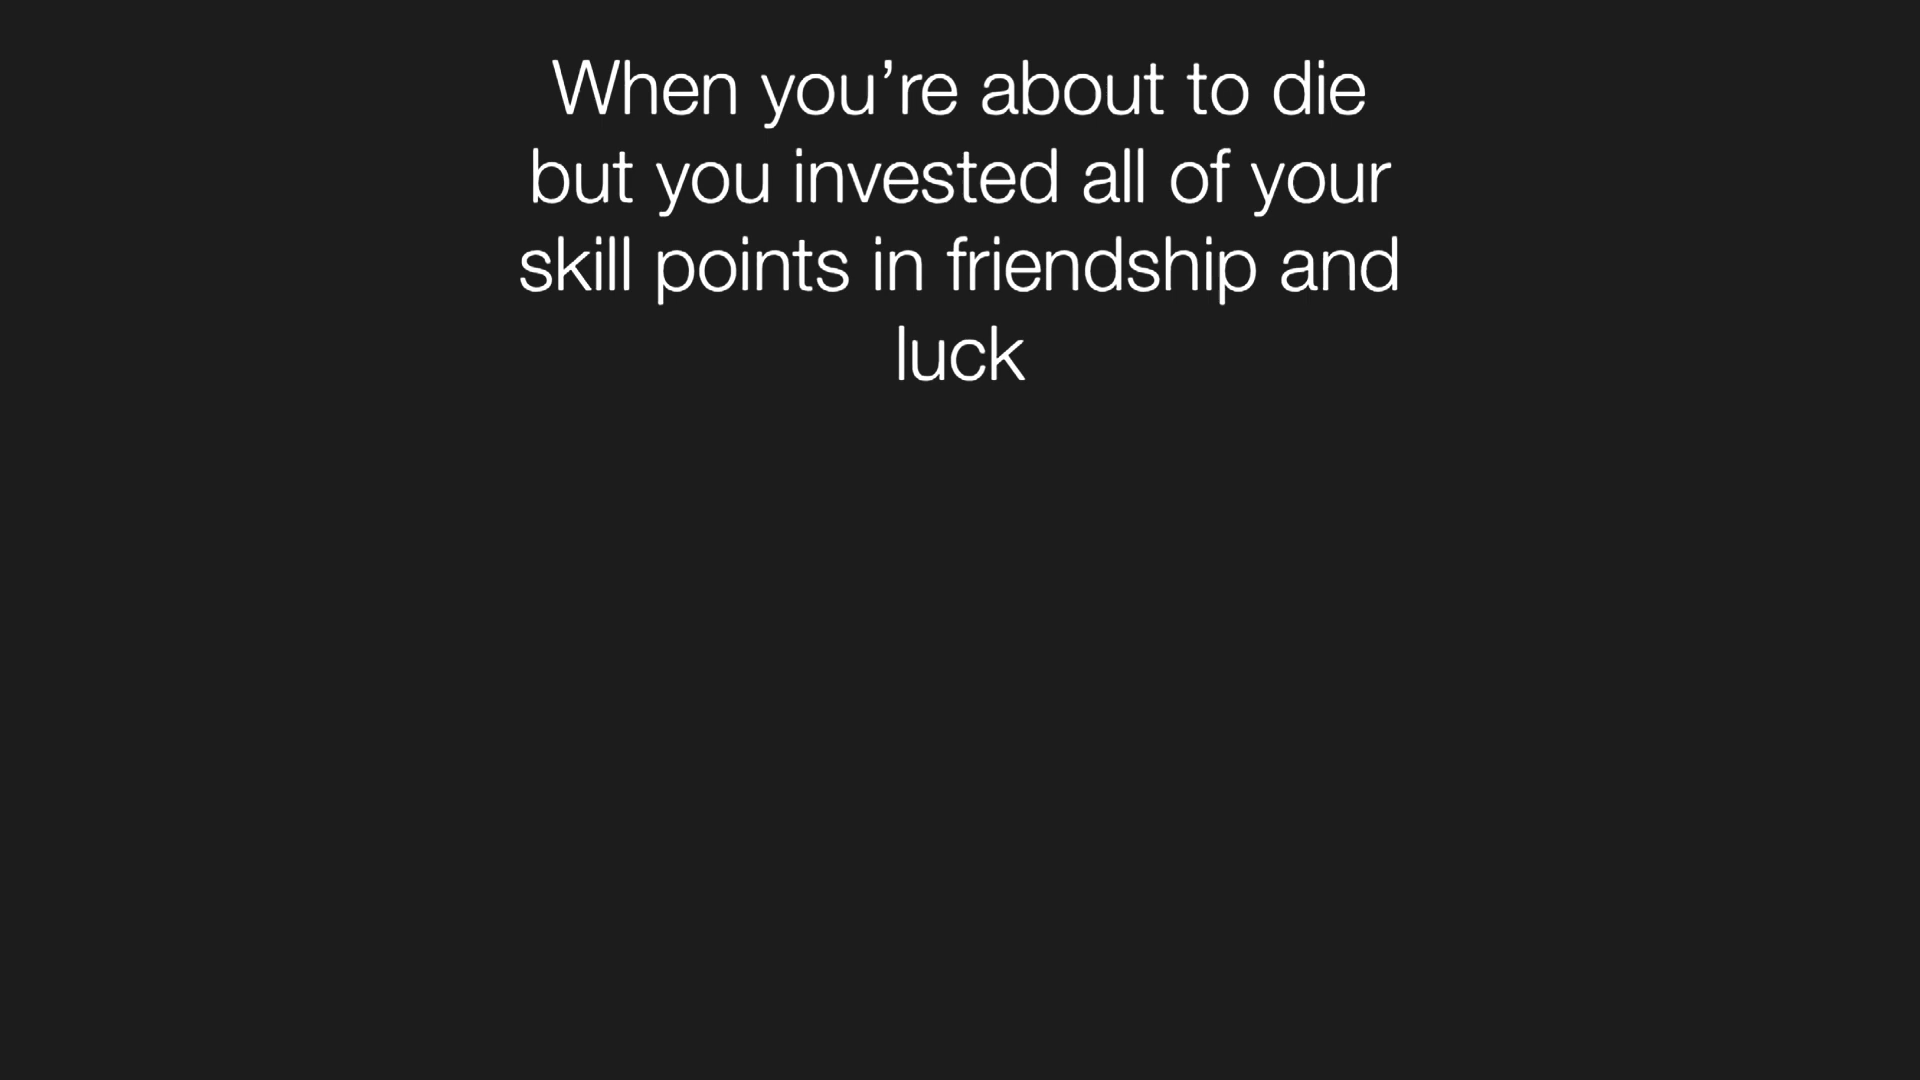 When you’re about to die
but you invested all of your
skill points in friendship and
luck